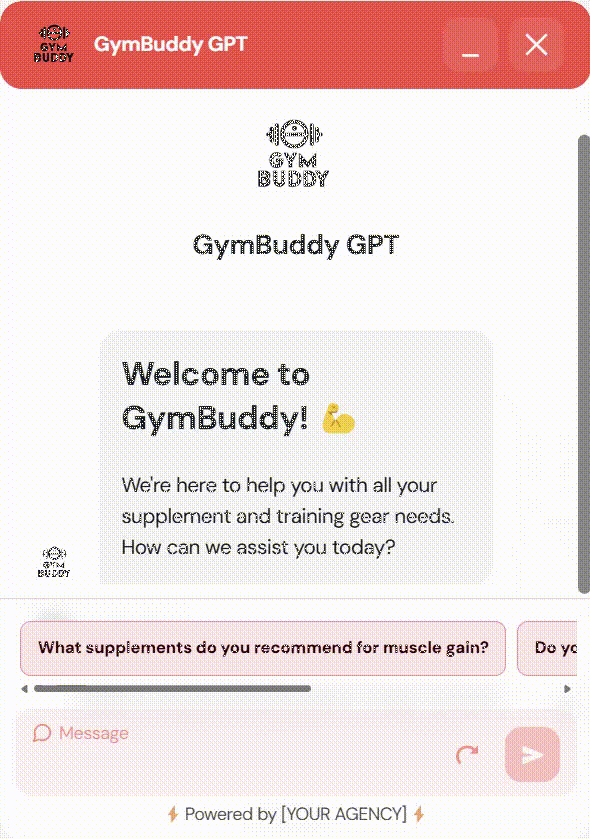 GYM
BUDDY
GymBuddy GPT
GYM
BUDDY
GymBuddy GPT
Welcome to
GymBuddy! 💪
We're here to help you with all your
supplement and training gear needs.
How can we assist you today?
GYM
BUDDY
What supplements do you recommend for muscle gain?
Do yo
Message
⚡ Powered by [YOUR AGENCY] ⚡